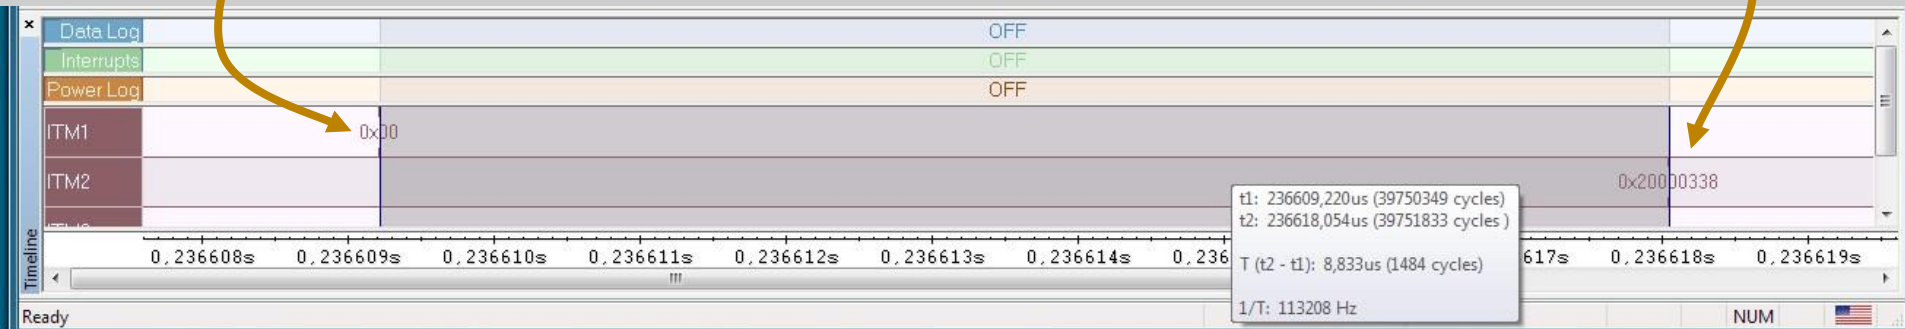 Data Log OFF
Interrupts OFF
Power Log OFF
ITM1 0x00
ITM2 0x20000338
t1: 236609,220us (39750349 cycles)
t2: 236618,054us (39751833 cycles )
T (t2 - t1): 8,833us (1484 cycles)
1/T: 113208 Hz
0,236608s 0,236609s 0,236610s 0,236611s 0,236612s 0,236613s 0,236614s 0,236 617s 0,236618s 0,236619s
Timeline
Ready NUM